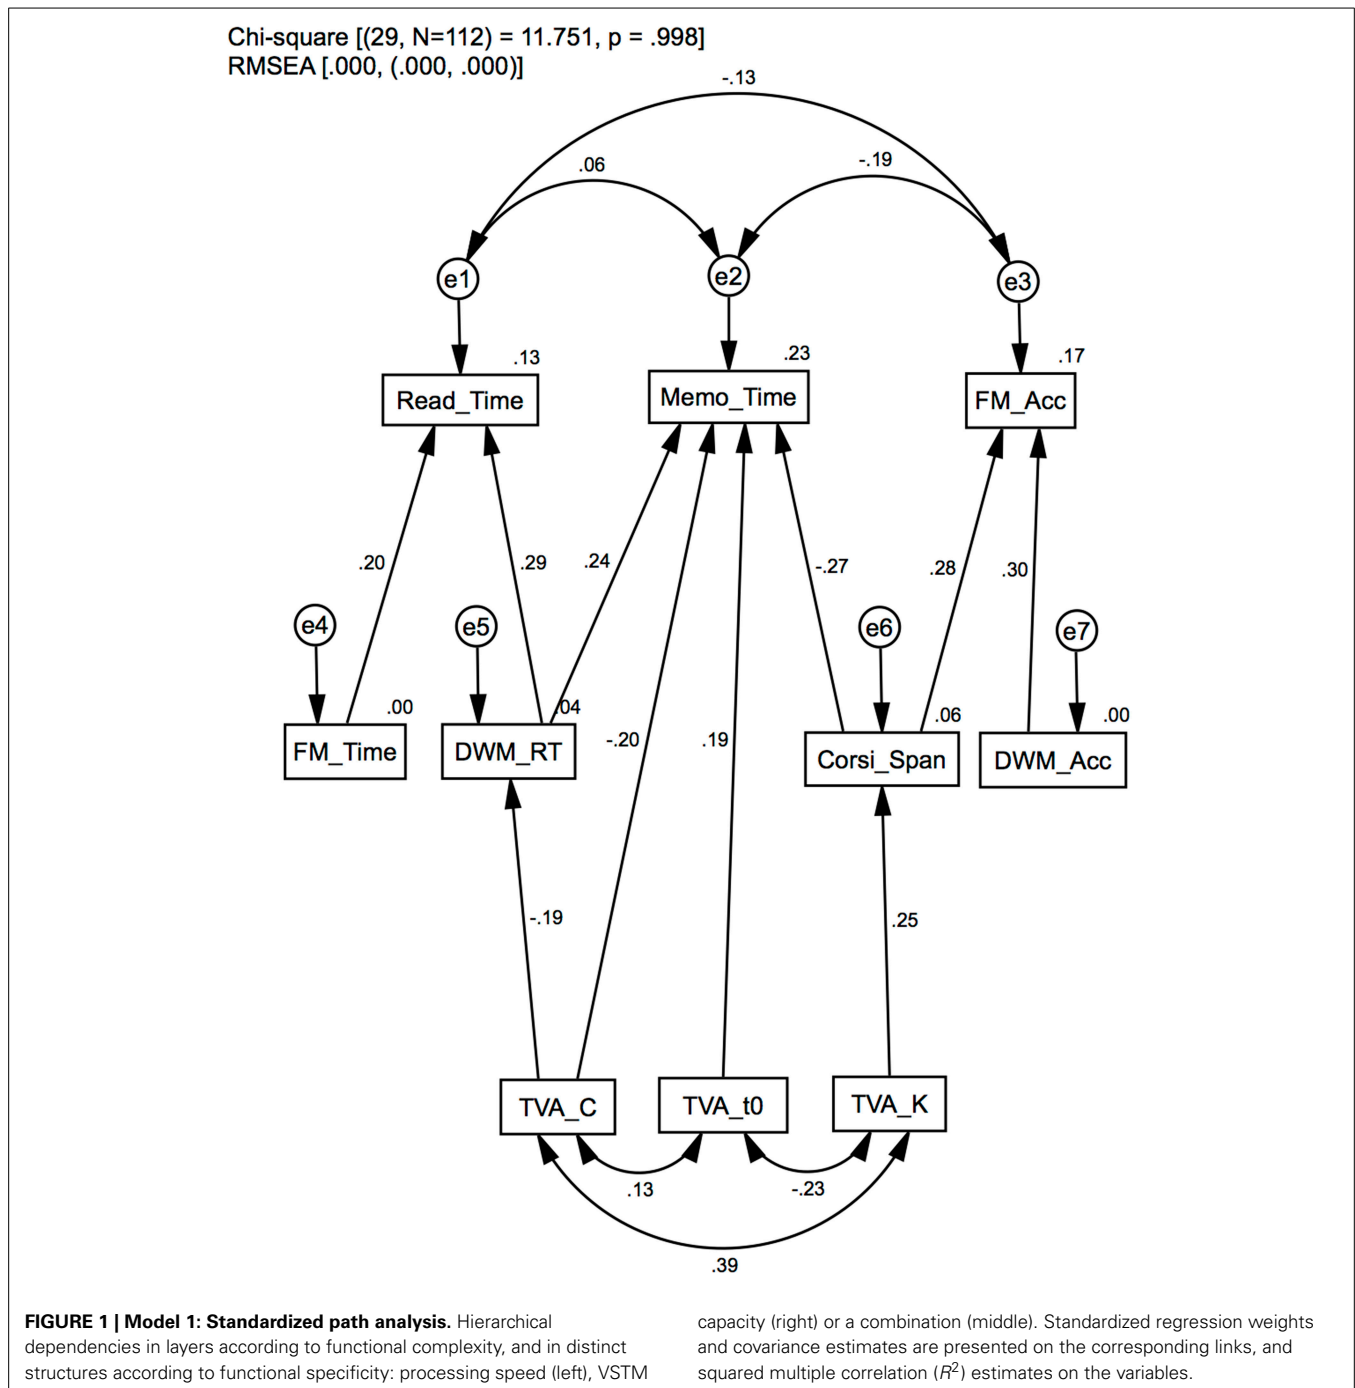 Chi-square [(29, N=112) = 11.751, p = .998]
RMSEA [.000, (.000, .000)]
-.13
.06
-.19
e1
e2
e3
.13
.23
.17
Read_Time
Memo_Time
FM_Acc
.20
.29
.24
-.27
.28
.30
e4
e5
e6
e7
.00
.04
.06
.00
FM_Time
DWM_RT
Corsi_Span
DWM_Acc
-.20
.19
-.19
.25
TVA_C
TVA_t0
TVA_K
.13
-.23
.39
FIGURE 1 | Model 1: Standardized path analysis. Hierarchical
dependencies in layers according to functional complexity, and in distinct
structures according to functional specificity: processing speed (left), VSTM
capacity (right) or a combination (middle). Standardized regression weights
and covariance estimates are presented on the corresponding links, and
squared multiple correlation (R²) estimates on the variables.